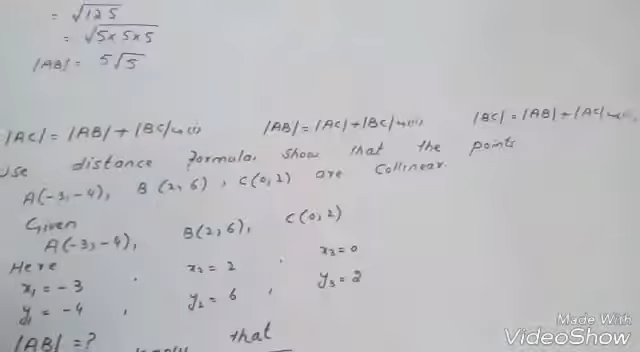 = √125
= √5×5×5
|AB| = 5√5
|AC| = |AB| + |BC| → (i) |AB| = |AC| + |BC| → (ii) |BC| = |AB| + |AC| →
Use distance formula, show that the points
A(-3,-4), B(2,6), C(0,2) are Collinear.
Given
A(-3,-4), B(2,6), C(0,2)
Here
x₁ = -3 , x₂ = 2 , x₃ = 0
y₁ = -4 , y₂ = 6 , y₃ = 2
|AB| = ?
that
Made With
VideoShow